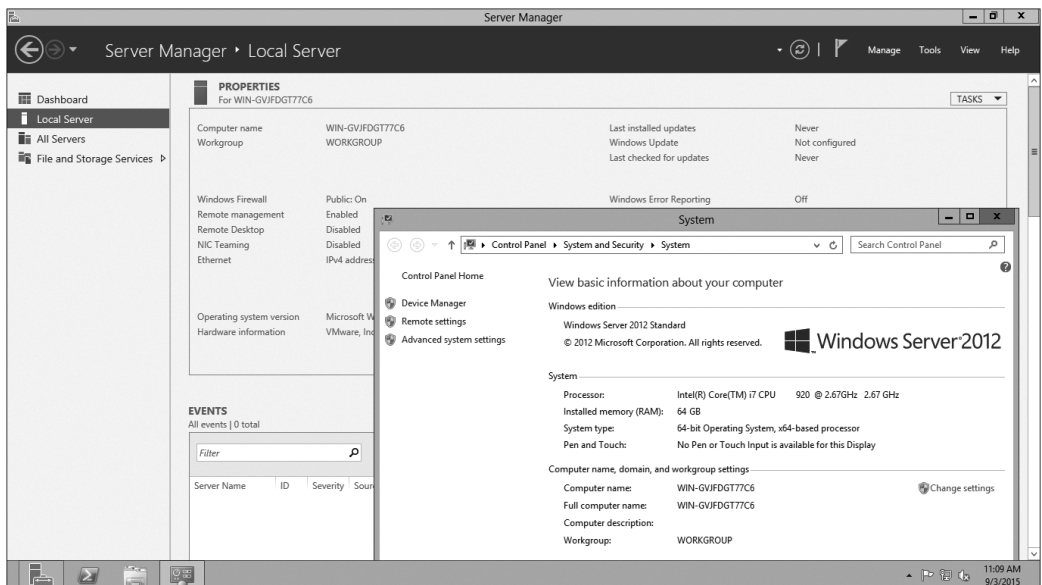 Server Manager
Server Manager ‣ Local Server
Manage Tools View Help
Dashboard
Local Server
All Servers
File and Storage Services
PROPERTIES
For WIN-GVJFDGT77C6
TASKS
Computer name WIN-GVJFDGT77C6 Last installed updates Never
Workgroup WORKGROUP Windows Update Not configured
Last checked for updates Never
Windows Firewall Public: On Windows Error Reporting Off
Remote management Enabled
Remote Desktop Disabled
NIC Teaming Disabled
Ethernet IPv4 address
Operating system version Microsoft W
Hardware information VMware, Inc
EVENTS
All events | 0 total
Filter
Server Name ID Severity Sour
System
Control Panel ‣ System and Security ‣ System
Search Control Panel
Control Panel Home
Device Manager
Remote settings
Advanced system settings
View basic information about your computer
Windows edition
Windows Server 2012 Standard
© 2012 Microsoft Corporation. All rights reserved.
Windows Server 2012
System
Processor: Intel(R) Core(TM) i7 CPU 920 @ 2.67GHz 2.67 GHz
Installed memory (RAM): 64 GB
System type: 64-bit Operating System, x64-based processor
Pen and Touch: No Pen or Touch Input is available for this Display
Computer name, domain, and workgroup settings
Computer name: WIN-GVJFDGT77C6
Change settings
Full computer name: WIN-GVJFDGT77C6
Computer description:
Workgroup: WORKGROUP
11:09 AM
9/3/2015